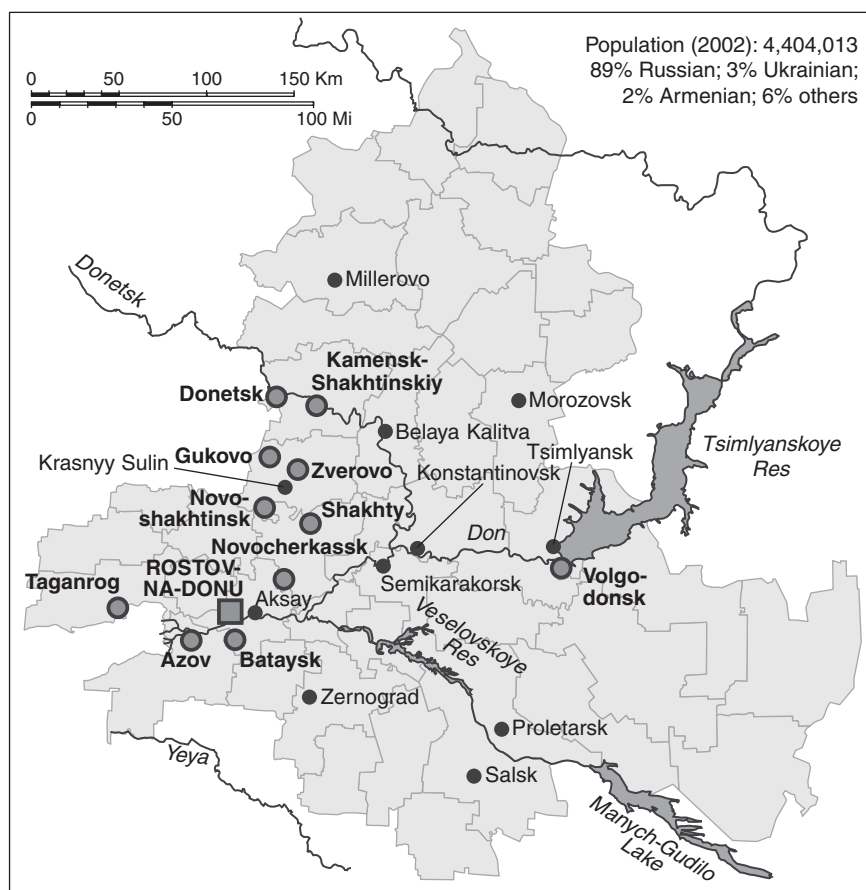 Population (2002): 4,404,013
89% Russian; 3% Ukrainian;
2% Armenian; 6% others
0 50 100 150 Km
0 50 100 Mi
Donetsk
Millerovo
Kamensk-
Shakhtinskiy
Donetsk
Morozovsk
Belaya Kalitva
Tsimlyansk
Tsimlyanskoye
Res
Gukovo
Zverovo
Konstantinovsk
Krasnyy Sulin
Novo-
shakhtinsk
Shakhty
Don
Novocherkassk
ROSTOV-
NA-DONU
Taganrog
Semikarakorsk
Volgo-
donsk
Aksay
Veselovskoye
Res
Azov
Bataysk
Zernograd
Proletarsk
Yeya
Salsk
Manych-Gudilo
Lake